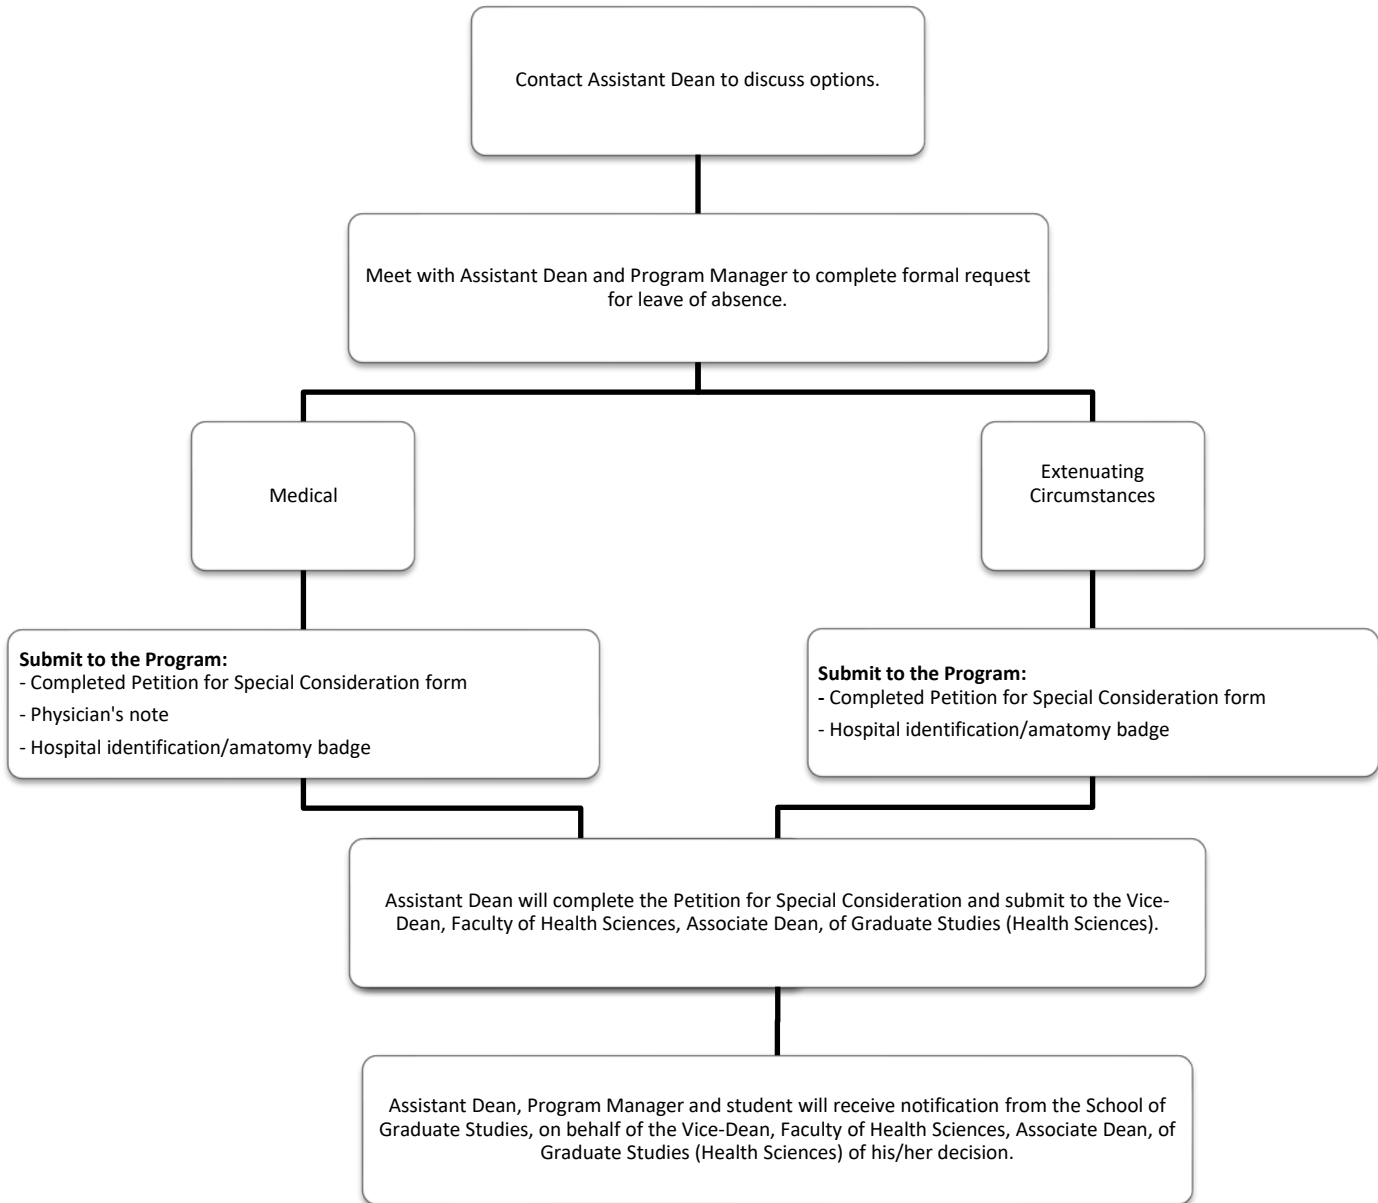 Contact Assistant Dean to discuss options.
Meet with Assistant Dean and Program Manager to complete formal request
for leave of absence.
Medical
Extenuating
Circumstances
Submit to the Program:
- Completed Petition for Special Consideration form
- Physician's note
- Hospital identification/amatomy badge
Submit to the Program:
- Completed Petition for Special Consideration form
- Hospital identification/amatomy badge
Assistant Dean will complete the Petition for Special Consideration and submit to the Vice-
Dean, Faculty of Health Sciences, Associate Dean, of Graduate Studies (Health Sciences).
Assistant Dean, Program Manager and student will receive notification from the School of
Graduate Studies, on behalf of the Vice-Dean, Faculty of Health Sciences, Associate Dean, of
Graduate Studies (Health Sciences) of his/her decision.